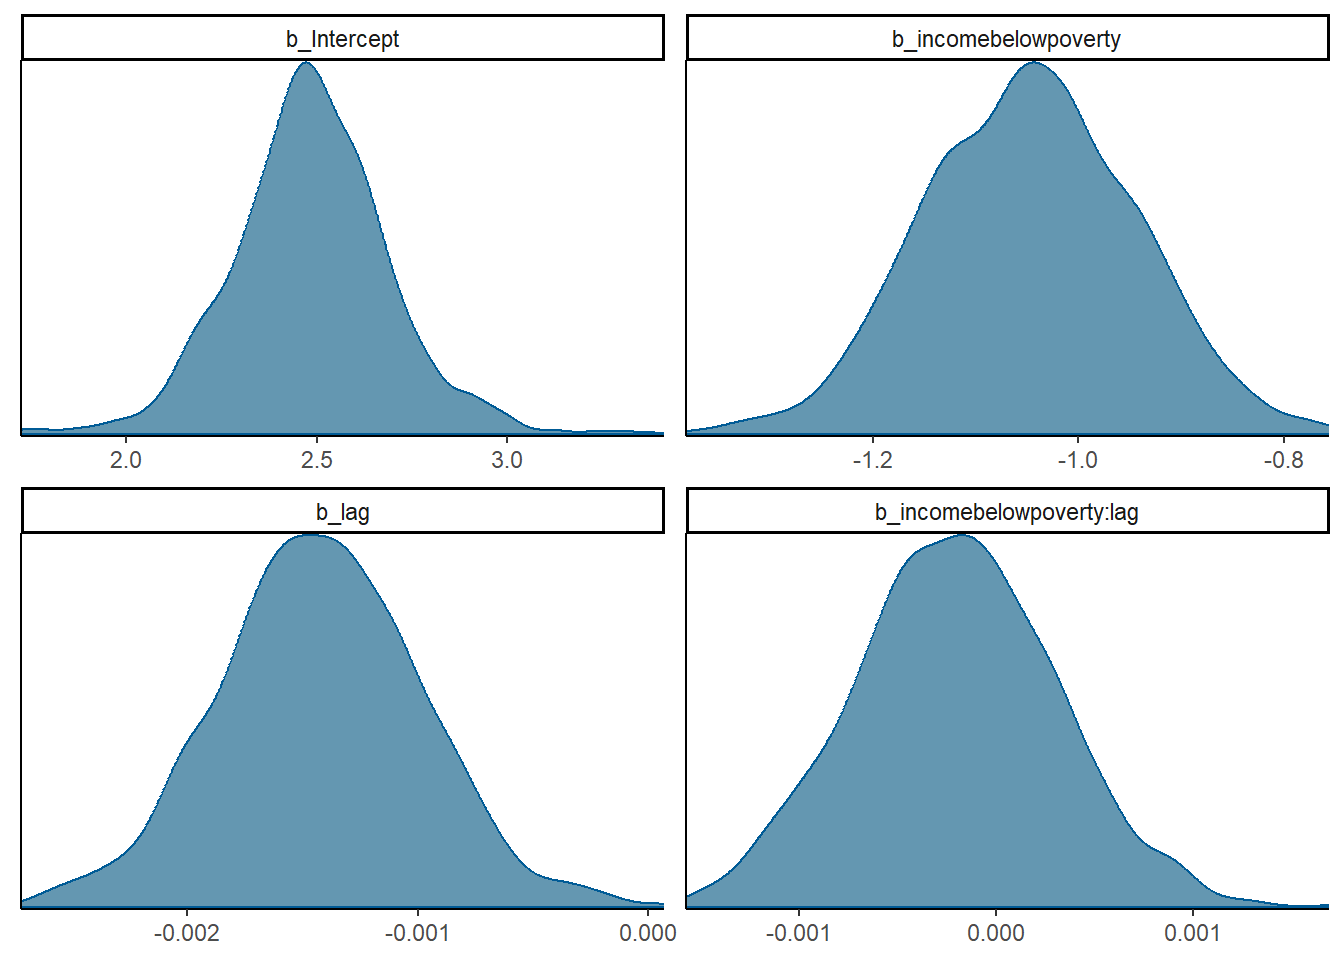 b_Intercept
b_incomebelowpoverty
2.0 2.5 3.0
-1.2 -1.0 -0.8
b_lag
b_incomebelowpoverty:lag
-0.002 -0.001 0.000
-0.001 0.000 0.001